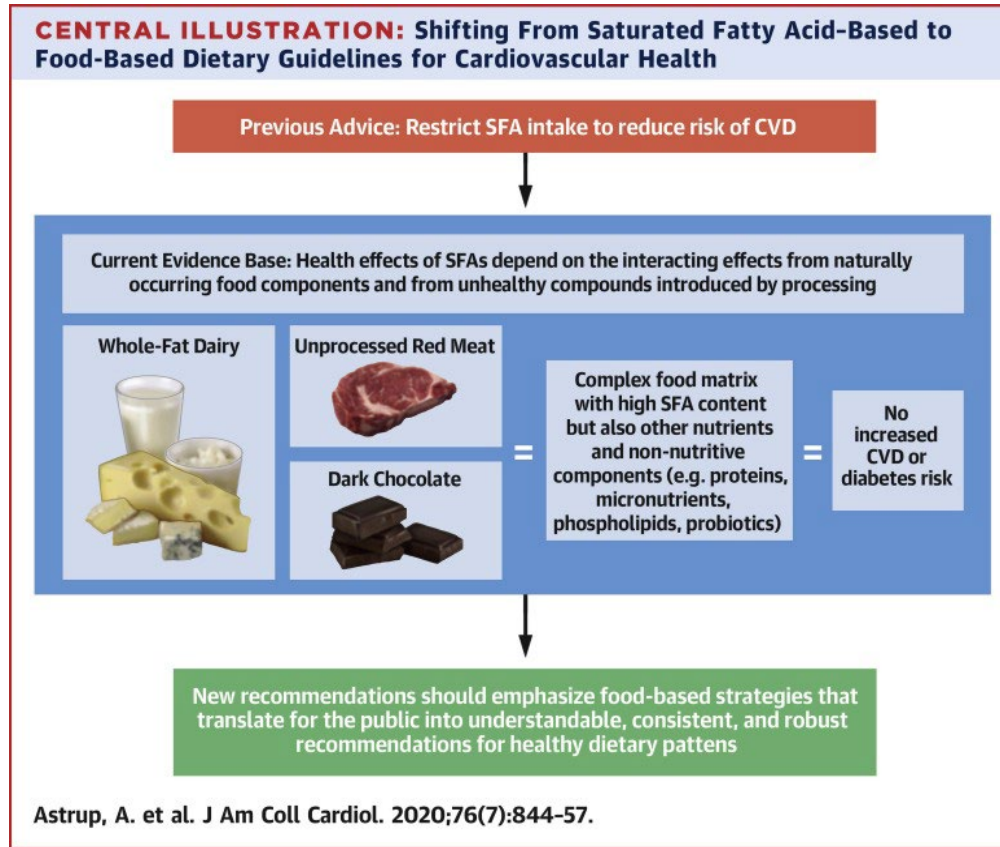 CENTRAL ILLUSTRATION: Shifting From Saturated Fatty Acid-Based to
Food-Based Dietary Guidelines for Cardiovascular Health
Previous Advice: Restrict SFA intake to reduce risk of CVD
Current Evidence Base: Health effects of SFAs depend on the interacting effects from naturally
occurring food components and from unhealthy compounds introduced by processing
Whole-Fat Dairy
Unprocessed Red Meat
Dark Chocolate
=
Complex food matrix
with high SFA content
but also other nutrients
and non-nutritive
components (e.g. proteins,
micronutrients,
phospholipids, probiotics)
=
No
increased
CVD or
diabetes risk
New recommendations should emphasize food-based strategies that
translate for the public into understandable, consistent, and robust
recommendations for healthy dietary pattens
Astrup, A. et al. J Am Coll Cardiol. 2020;76(7):844-57.